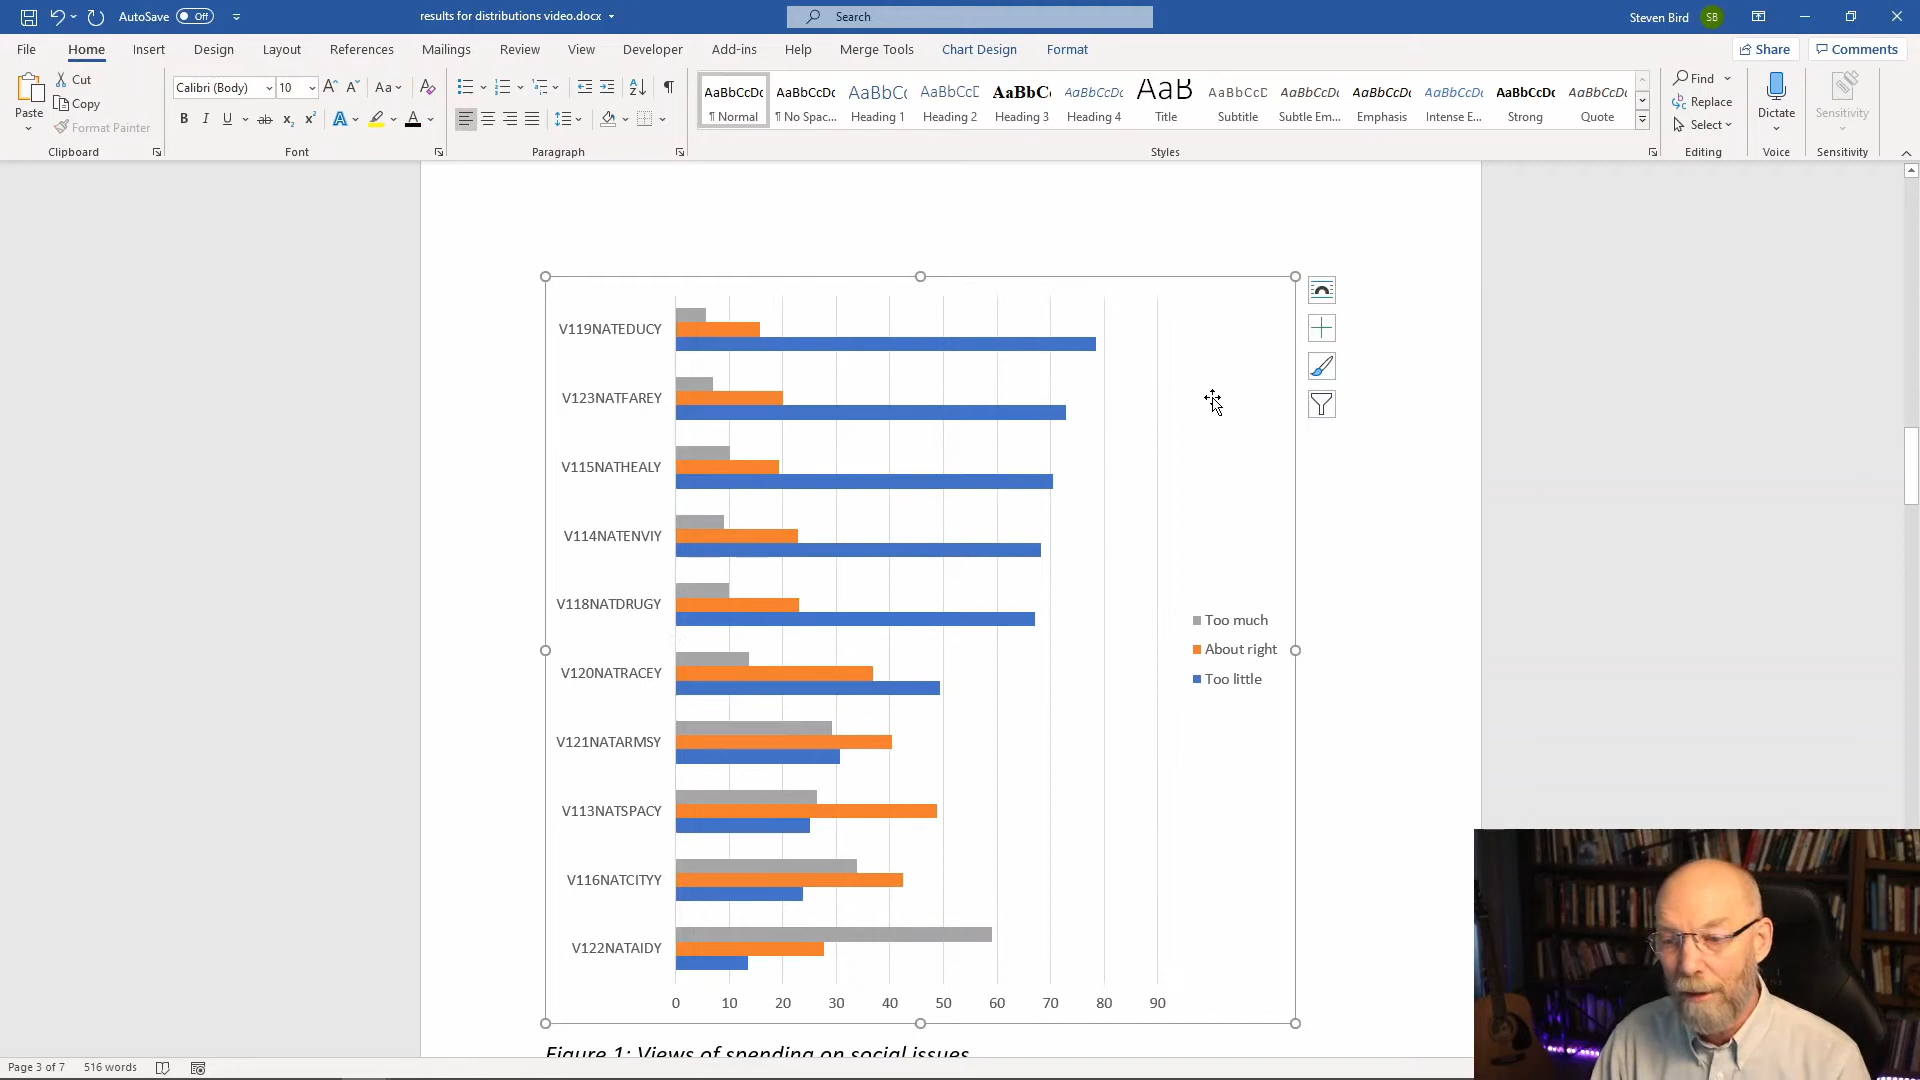 AutoSave Off
results for distributions video.docx
Search
Steven Bird SB
File Home Insert Design Layout References Mailings Review View Developer Add-ins Help Merge Tools Chart Design Format Share Comments
Paste
Cut
Copy
Format Painter
Clipboard
Calibri (Body) 10
Font
Paragraph
AaBbCcDc
¶ Normal
AaBbCcDc
¶ No Spac...
AaBbCc
Heading 1
AaBbCcD
Heading 2
AaBbC
Heading 3
AaBbCcDc
Heading 4
AaB
Title
AaBbCcD
Subtitle
AaBbCcDc
Subtle Em...
AaBbCcDc
Emphasis
AaBbCcDc
Intense E...
AaBbCcDc
Strong
AaBbCcDc
Quote
Styles
Find
Replace
Select
Editing
Dictate
Voice
Sensitivity
Sensitivity
V119NATEDUCY
V123NATFAREY
V115NATHEALY
V114NATENVIY
V118NATDRUGY
V120NATRACEY
V121NATARMSY
V113NATSPACY
V116NATCITYY
V122NATAIDY
0 10 20 30 40 50 60 70 80 90
Too much
About right
Too little
Figure 1: Views of spending on social issues
Page 3 of 7 516 words